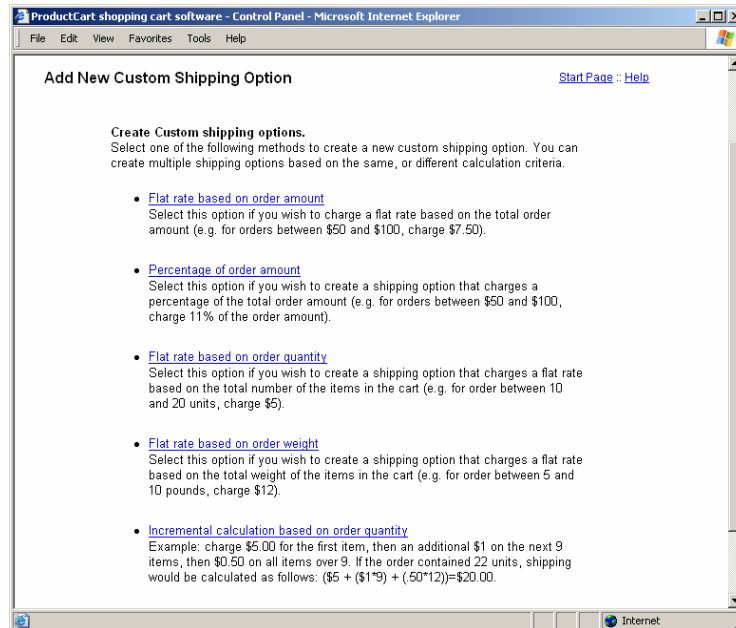 ProductCart shopping cart software - Control Panel - Microsoft Internet Explorer
File Edit View Favorites Tools Help
Add New Custom Shipping Option
Start Page :: Help
Create Custom shipping options.
Select one of the following methods to create a new custom shipping option. You can
create multiple shipping options based on the same, or different calculation criteria.
Flat rate based on order amount
Select this option if you wish to charge a flat rate based on the total order
amount (e.g. for orders between $50 and $100, charge $7.50).
Percentage of order amount
Select this option if you wish to create a shipping option that charges a
percentage of the total order amount (e.g. for orders between $50 and $100,
charge 11% of the order amount).
Flat rate based on order quantity
Select this option if you wish to create a shipping option that charges a flat rate
based on the total number of the items in the cart (e.g. for order between 10
and 20 units, charge $5).
Flat rate based on order weight
Select this option if you wish to create a shipping option that charges a flat rate
based on the total weight of the items in the cart (e.g. for order between 5 and
10 pounds, charge $12).
Incremental calculation based on order quantity
Example: charge $5.00 for the first item, then an additional $1 on the next 9
items, then $0.50 on all items over 9. If the order contained 22 units, shipping
would be calculated as follows: ($5 + ($1*9) + (.50*12))=$20.00.
Internet